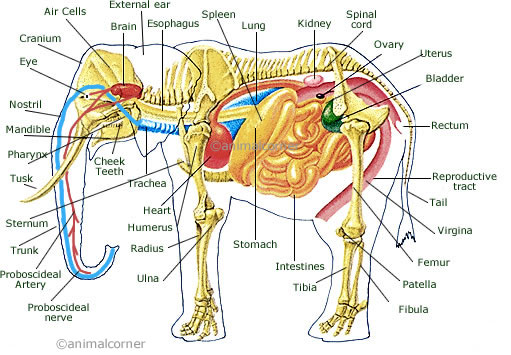 External ear
Air Cells
Brain
Esophagus
Spleen
Lung
Kidney
Spinal
cord
Cranium
Ovary
Eye
Uterus
Bladder
Nostril
Mandible
Rectum
Pharynx
©animalcorner
Cheek
Teeth
Tusk
Trachea
Reproductive
tract
Tail
Sternum
Heart
Humerus
Virgina
Trunk
Radius
Stomach
Proboscideal
Artery
Ulna
Intestines
Femur
Tibia
Patella
Proboscideal
nerve
Fibula
©animalcorner